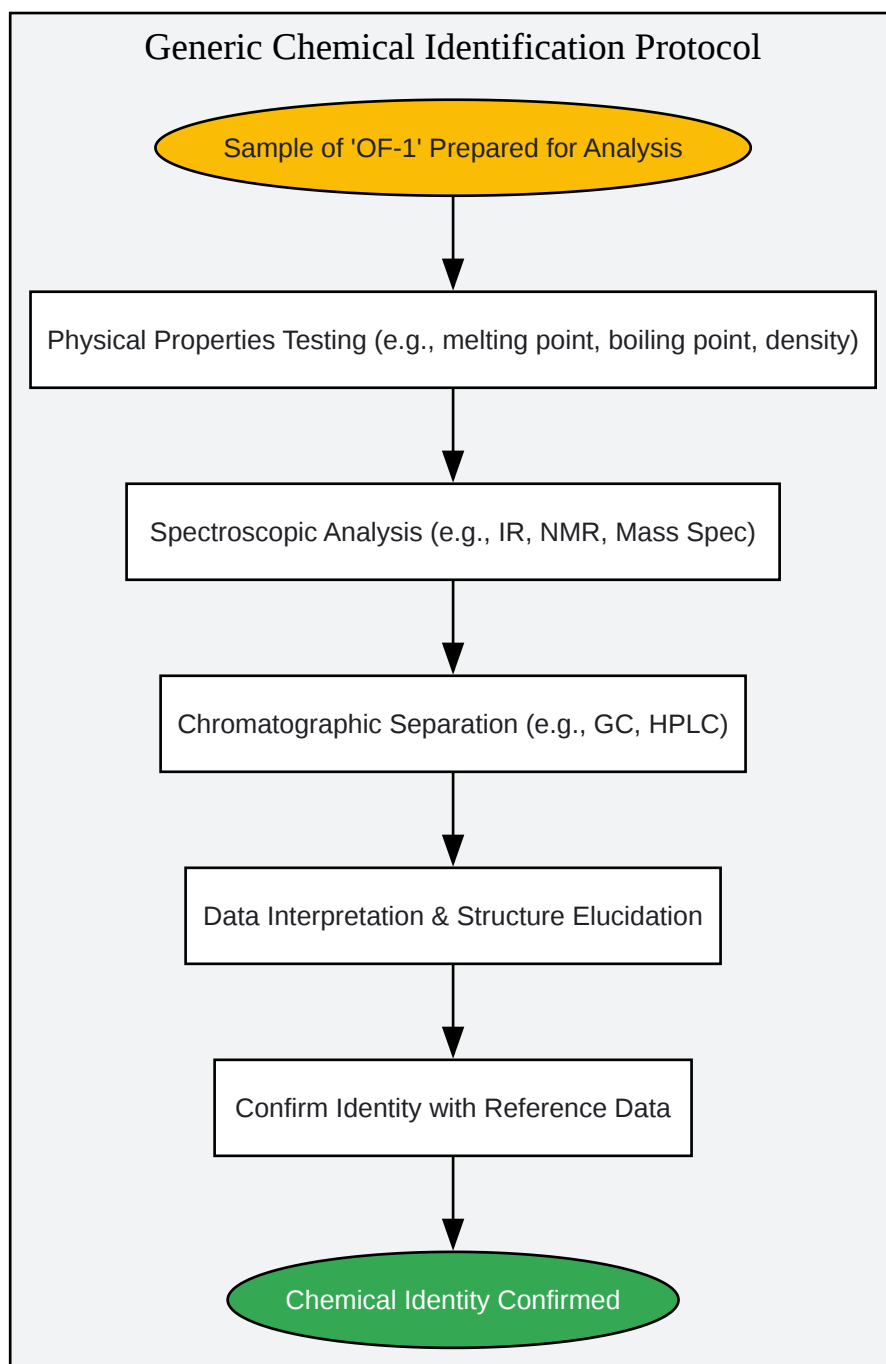 Generic Chemical Identification Protocol
Sample of 'OF-1' Prepared for Analysis
Physical Properties Testing (e.g., melting point, boiling point, density)
Spectroscopic Analysis (e.g., IR, NMR, Mass Spec)
Chromatographic Separation (e.g., GC, HPLC)
Data Interpretation & Structure Elucidation
Confirm Identity with Reference Data
Chemical Identity Confirmed